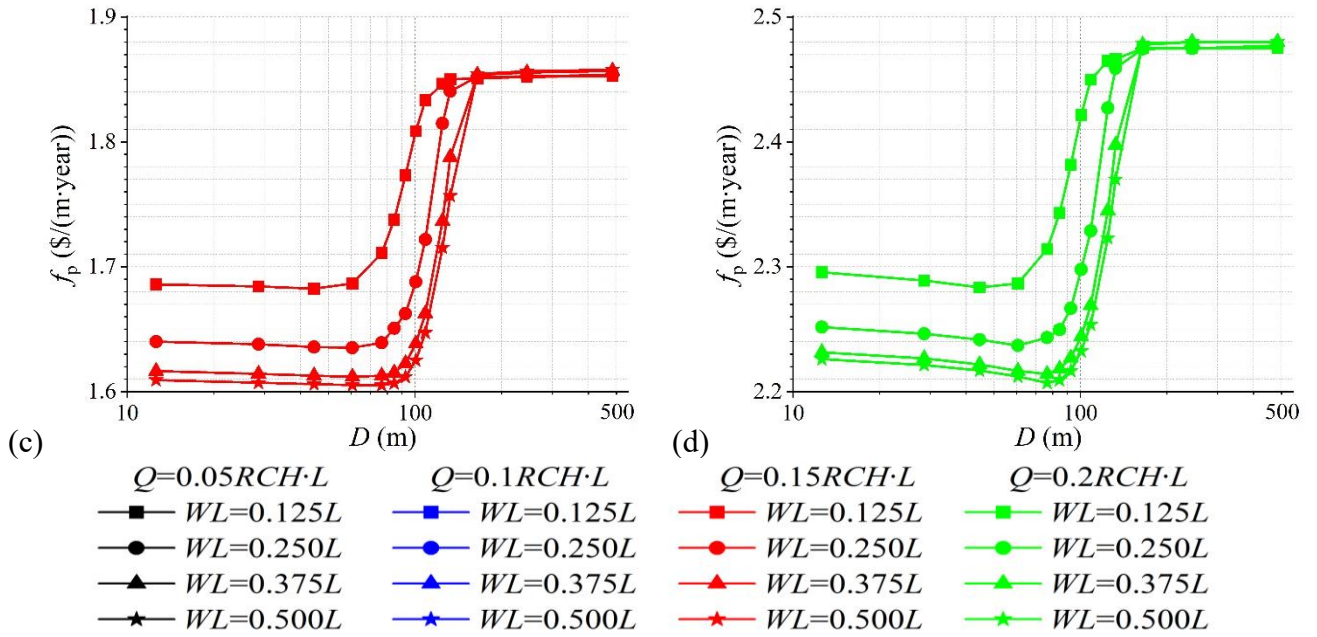 1.9
1.8
1.7
1.6
f_p ($/(m·year))
10 100 500
D (m)
(c)
2.5
2.4
2.3
2.2
f_p ($/(m·year))
10 100 500
D (m)
(d)
Q=0.05RCH·L Q=0.1RCH·L Q=0.15RCH·L Q=0.2RCH·L
WL=0.125L WL=0.125L WL=0.125L WL=0.125L
WL=0.250L WL=0.250L WL=0.250L WL=0.250L
WL=0.375L WL=0.375L WL=0.375L WL=0.375L
WL=0.500L WL=0.500L WL=0.500L WL=0.500L